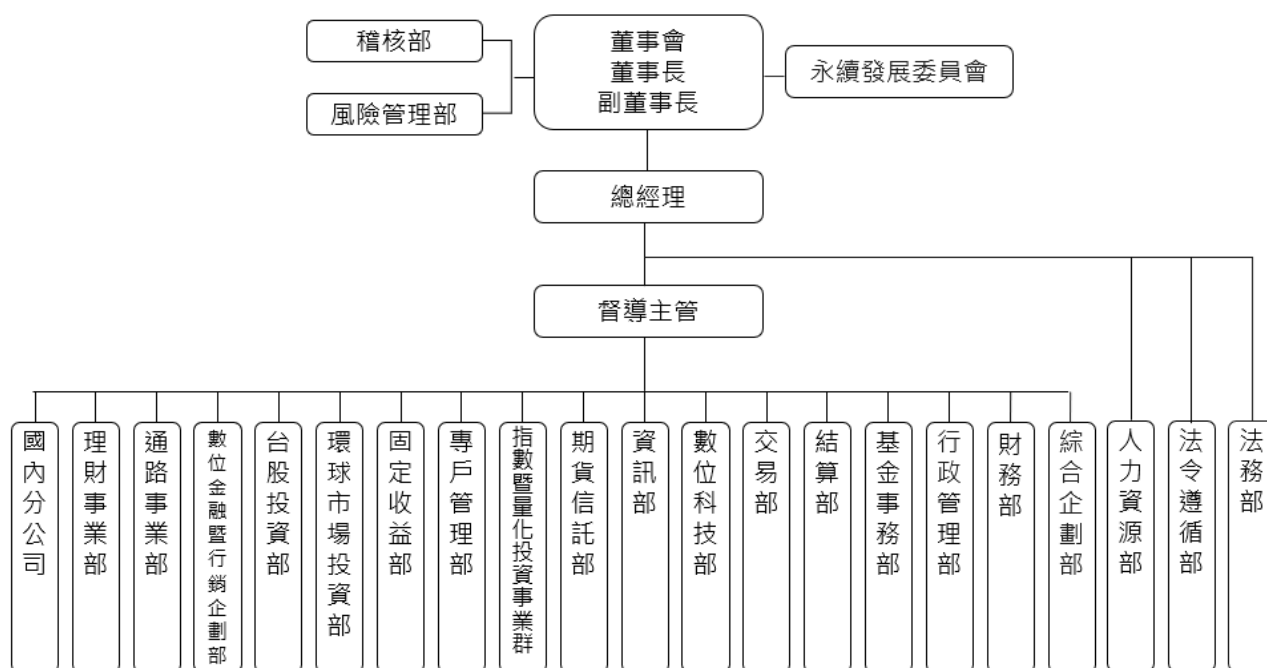 稽核部
董事會
董事長
副董事長
永續發展委員會
風險管理部
總經理
督導主管
國內分公司
理財事業部
通路事業部
數位金融暨行銷企劃部
台股投資部
環球市場投資部
固定收益部
專戶管理部
指數暨量化投資事業群
期貨信託部
資訊部
數位科技部
交易部
結算部
基金事務部
行政管理部
財務部
綜合企劃部
人力資源部
法令遵循部
法務部